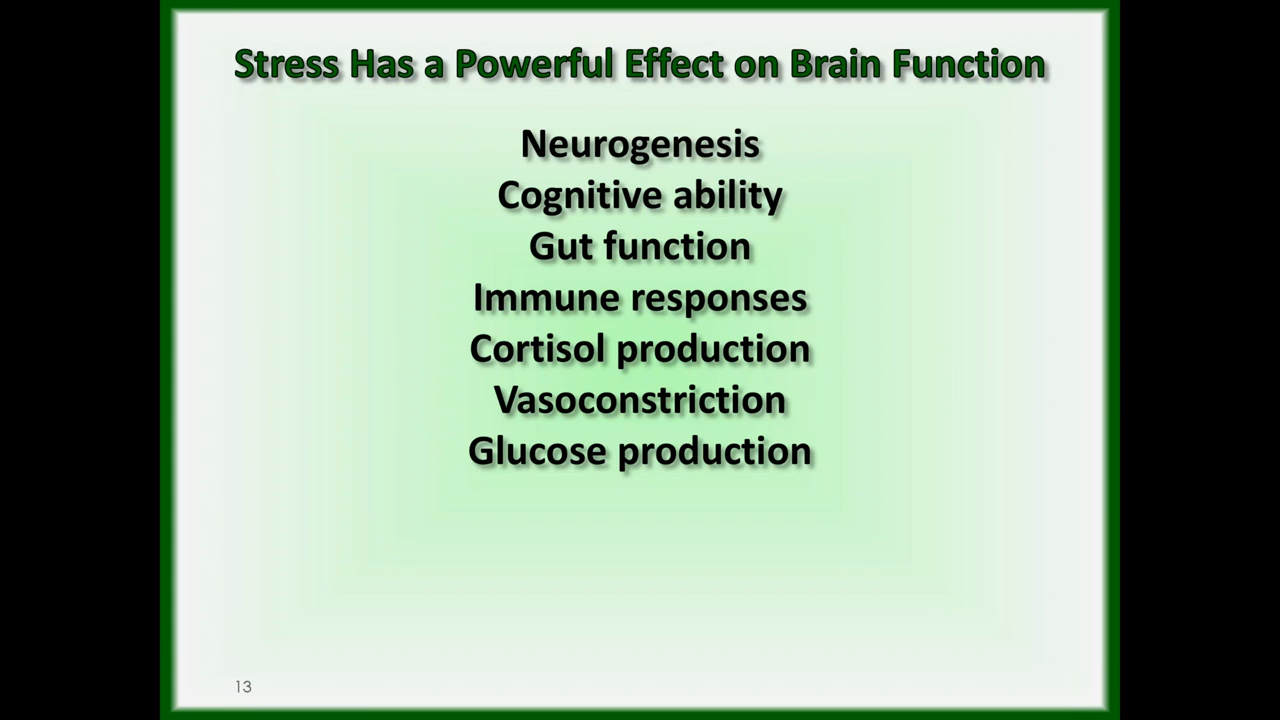 Stress Has a Powerful Effect on Brain Function
Neurogenesis
Cognitive ability
Gut function
Immune responses
Cortisol production
Vasoconstriction
Glucose production
13